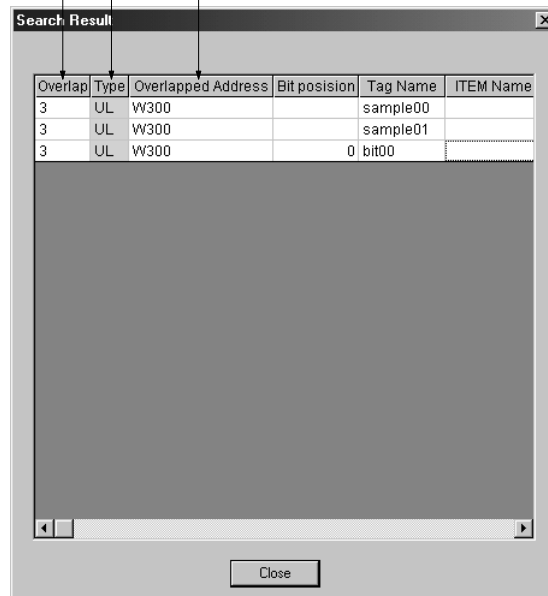 Search Result
Overlap Type Overlapped Address Bit posision Tag Name ITEM Name
3 UL W300 sample00
3 UL W300 sample01
3 UL W300 0 bit00
Close